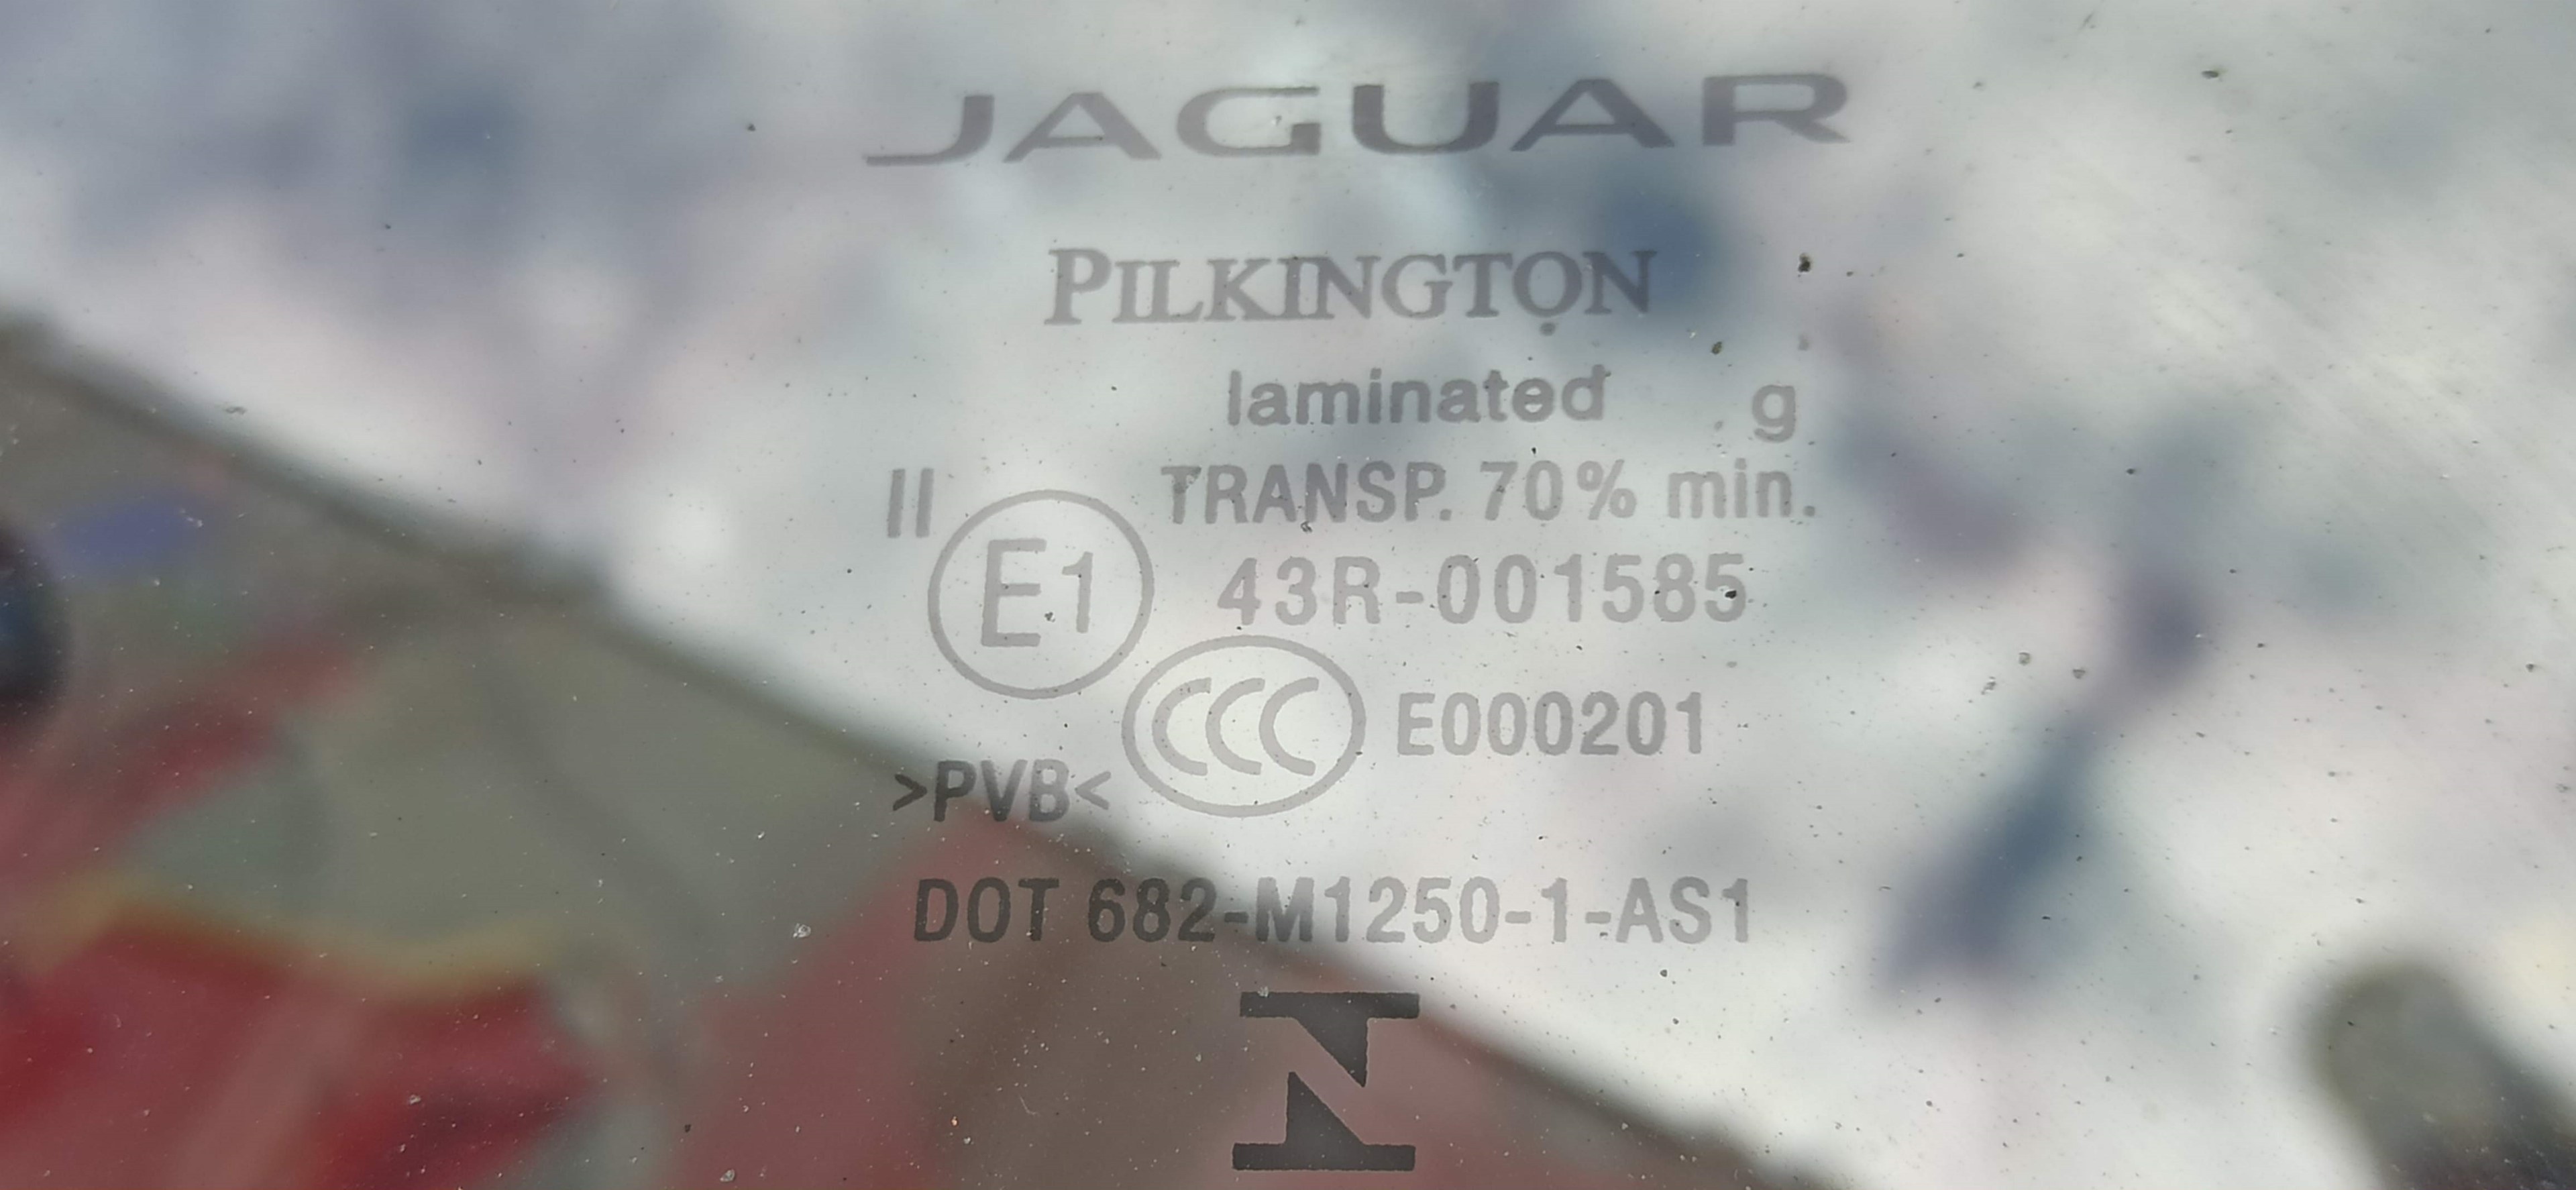 JAGUAR
PILKINGTON
laminated g
II TRANSP. 70% min.
E1 43R-001585
CCC E000201
>PVB<
DOT 682-M1250-1-AS1